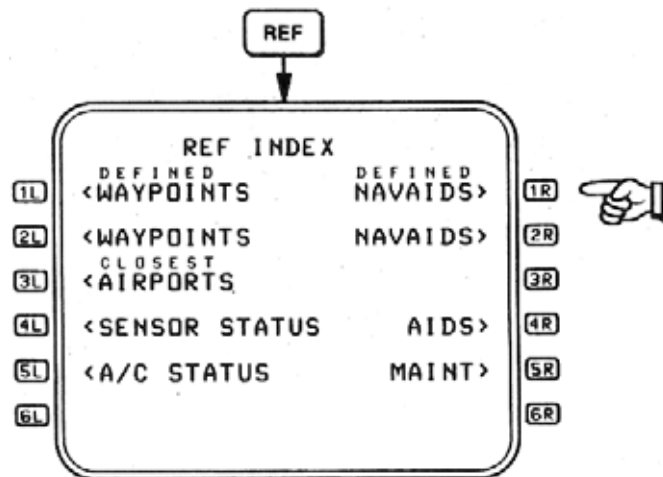 REF
REF INDEX
DEFINED DEFINED
1L <WAYPOINTS NAVAIDS> 1R
2L <WAYPOINTS NAVAIDS> 2R
CLOSEST
3L <AIRPORTS 3R
4L <SENSOR STATUS AIDS> 4R
5L <A/C STATUS MAINT> 5R
6L 6R